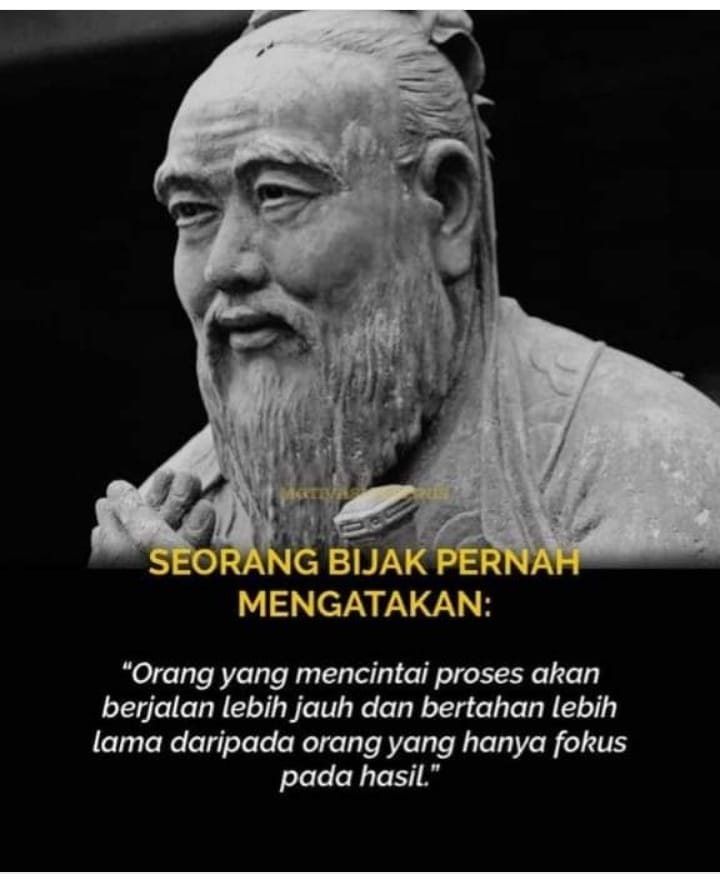 SEORANG BIJAK PERNAH
MENGATAKAN:
“Orang yang mencintai proses akan
berjalan lebih jauh dan bertahan lebih
lama daripada orang yang hanya fokus
pada hasil.”